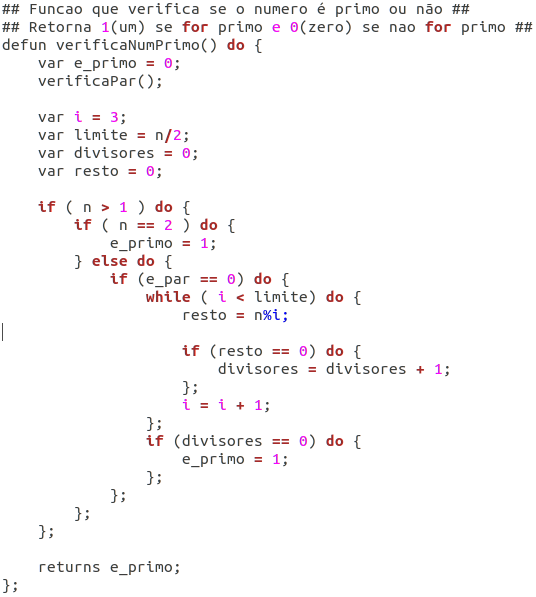 ## Funcao que verifica se o numero é primo ou não ##
## Retorna 1(um) se for primo e 0(zero) se nao for primo ##
defun verificaNumPrimo() do {
    var e_primo = 0;
    verificaPar();

    var i = 3;
    var limite = n/2;
    var divisores = 0;
    var resto = 0;

    if ( n > 1 ) do {
        if ( n == 2 ) do {
            e_primo = 1;
        } else do {
            if (e_par == 0) do {
                while ( i < limite) do {
                    resto = n%i;

                    if (resto == 0) do {
                        divisores = divisores + 1;
                    };
                    i = i + 1;
                };
                if (divisores == 0) do {
                    e_primo = 1;
                };
            };
        };
    };

    returns e_primo;
};